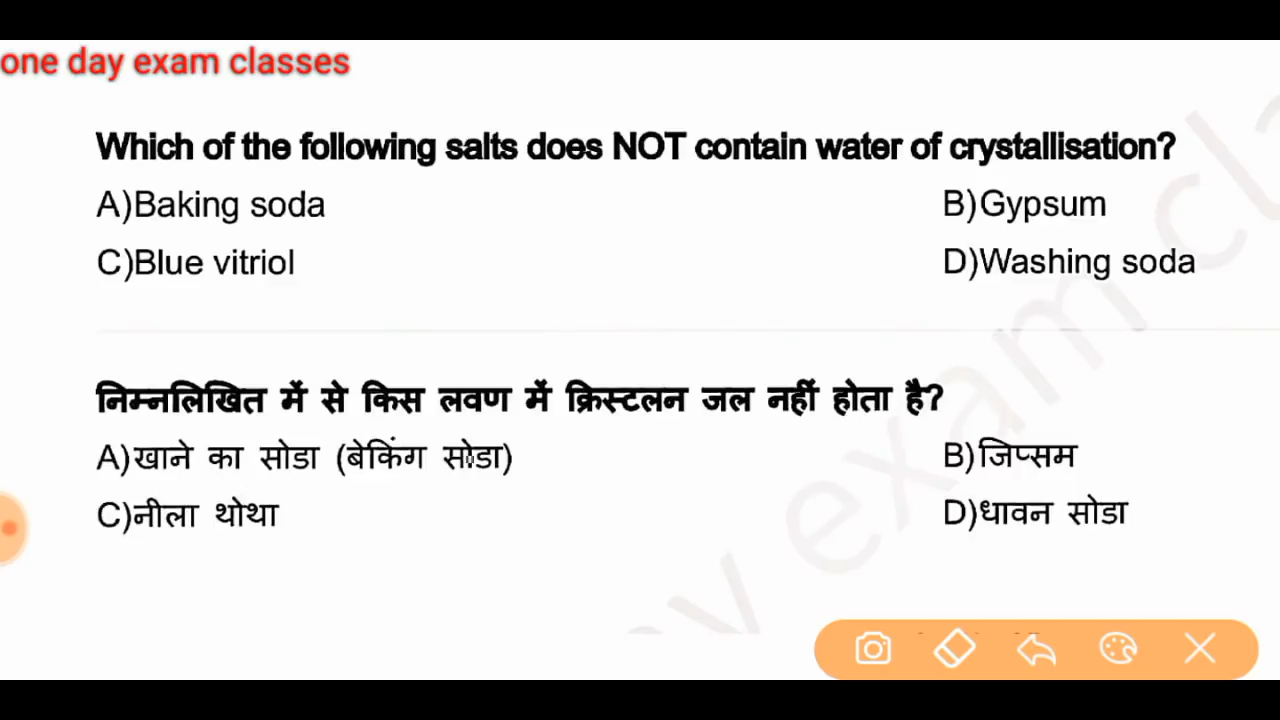 one day exam classes
Which of the following salts does NOT contain water of crystallisation?
A)Baking soda B)Gypsum
C)Blue vitriol D)Washing soda
निम्नलिखित में से किस लवण में क्रिस्टलन जल नहीं होता है?
A)खाने का सोडा (बेकिंग सोडा) B)जिप्सम
C)नीला थोथा D)धावन सोडा